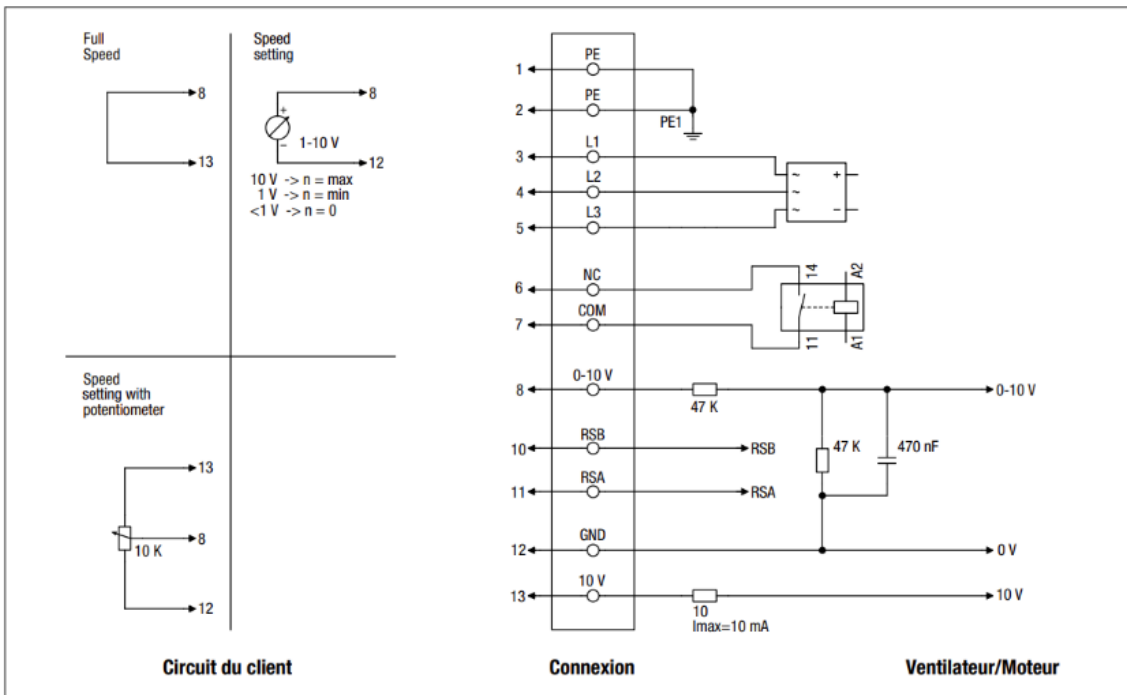 Full
Speed
8
13
Speed
setting
8
+
−
1-10 V
12
10 V -> n = max
1 V -> n = min
<1 V -> n = 0
Speed
setting with
potentiometer
13
8
10 K
12
Circuit du client
1
PE
2
PE
PE1
3
L1
4
L2
5
L3
~
~
~
+
−
6
NC
7
COM
14
A2
11
A1
8
0-10 V
47 K
0-10 V
10
RSB
RSB
11
RSA
RSA
47 K
470 nF
12
GND
0 V
13
10 V
10
Imax=10 mA
10 V
Connexion
Ventilateur/Moteur